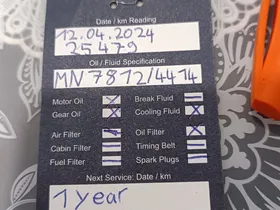 Date / km Reading
12.04.2024
25479
Oil / Fluid Specification
MN 7812/4414
Motor Oil Break Fluid
Gear Oil Cooling Fluid
Air Filter Oil Filter
Cabin Filter Timing Belt
Fuel Filter Spark Plugs
Next Service: Date / km
1 year